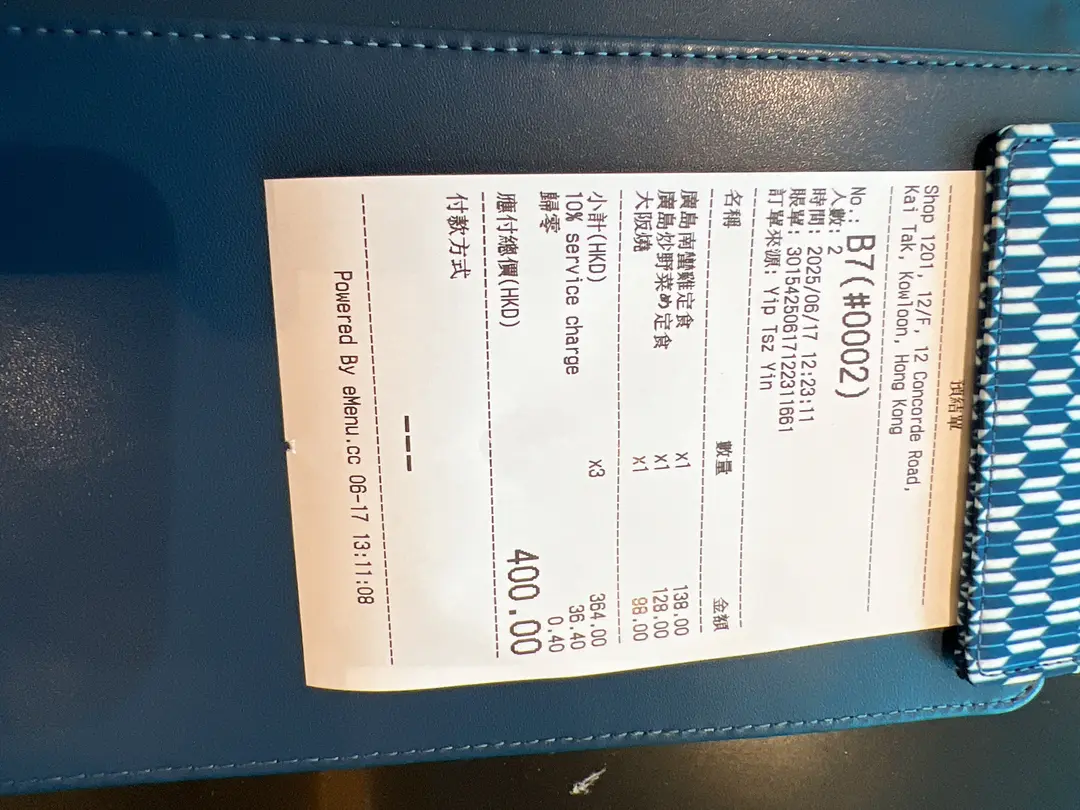 預結單
Shop 1201, 12/F, 12 Concorde Road,
Kai Tak, Kowloon, Hong Kong
No.: B7(#0002)
人數: 2
時間: 2025/06/17 12:23:11
賬單: 3015425061712231 1661
訂單來源: Yip Tsz Yin
名稱 數量 金額
廣島南蠻雞定食 x1 138.00
廣島炒野菜め定食 x1 128.00
大阪燒 x1 98.00
小計(HKD) x3 364.00
10% service charge 36.40
歸零 0.40
應付總價(HKD) 400.00
付款方式
---
Powered By eMenu.cc 06-17 13:11:08